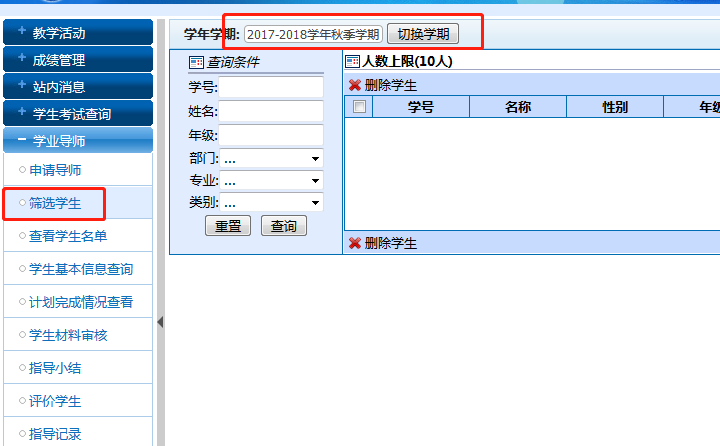 教学活动
成绩管理
站内消息
学生考试查询
学业导师
申请导师
筛选学生
查看学生名单
学生基本信息查询
计划完成情况查看
学生材料审核
指导小结
评价学生
指导记录
学年学期: 2017-2018学年秋季学期 切换学期
查询条件
学号:
姓名:
年级:
部门: ...
专业: ...
类别: ...
重置 查询
人数上限(10人)
删除学生
学号 名称 性别 年级
删除学生